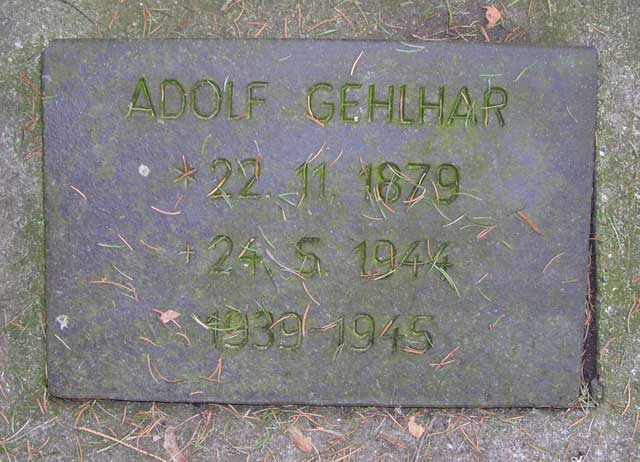 ADOLF GEHLHAR
* 22. 11. 1879
+ 24. 5. 1944
1939-1945